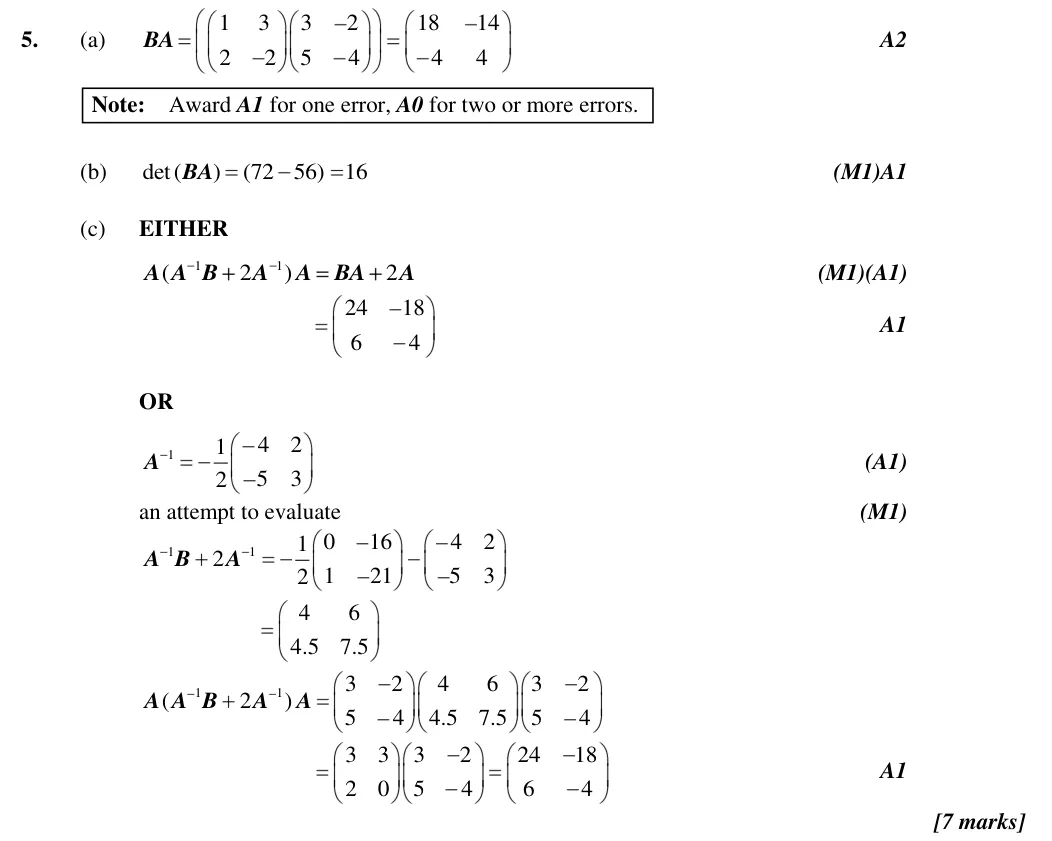 5. (a) BA = ((1 3; 2 −2)(3 −2; 5 −4)) = (18 −14; −4 4) A2
Note: Award A1 for one error, A0 for two or more errors.
(b) det (BA) = (72 − 56) = 16 (M1)A1
(c) EITHER
A(A⁻¹B + 2A⁻¹)A = BA + 2A (M1)(A1)
= (24 −18; 6 −4) A1
OR
A⁻¹ = −1/2 (−4 2; −5 3) (A1)
an attempt to evaluate (M1)
A⁻¹B + 2A⁻¹ = −1/2 (0 −16; 1 −21) − (−4 2; −5 3)
= (4 6; 4.5 7.5)
A(A⁻¹B + 2A⁻¹)A = (3 −2; 5 −4)(4 6; 4.5 7.5)(3 −2; 5 −4)
= (3 3; 2 0)(3 −2; 5 −4) = (24 −18; 6 −4) A1
[7 marks]